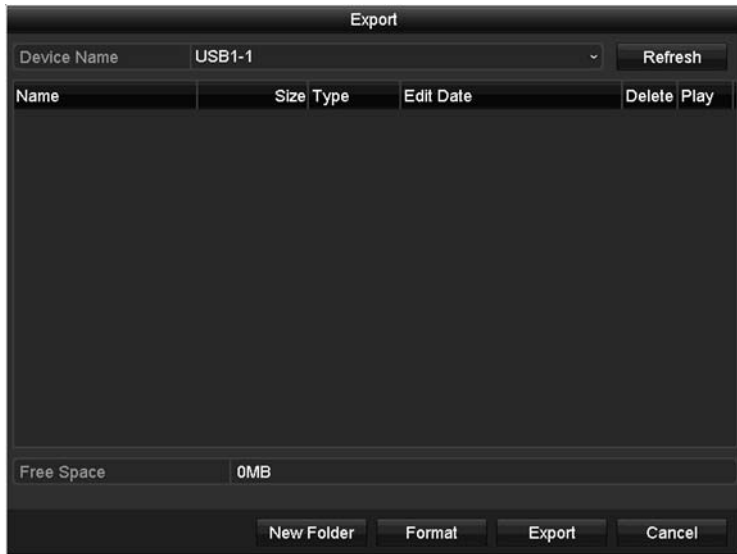 Export
Device Name USB1-1 Refresh
Name Size Type Edit Date Delete Play
Free Space 0MB
New Folder Format Export Cancel